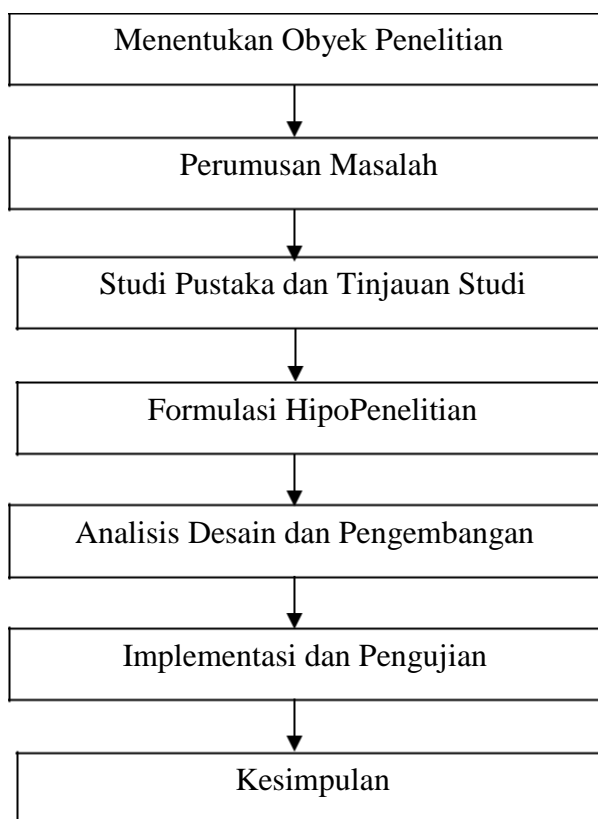 Menentukan Obyek Penelitian
Perumusan Masalah
Studi Pustaka dan Tinjauan Studi
Formulasi HipoPenelitian
Analisis Desain dan Pengembangan
Implementasi dan Pengujian
Kesimpulan